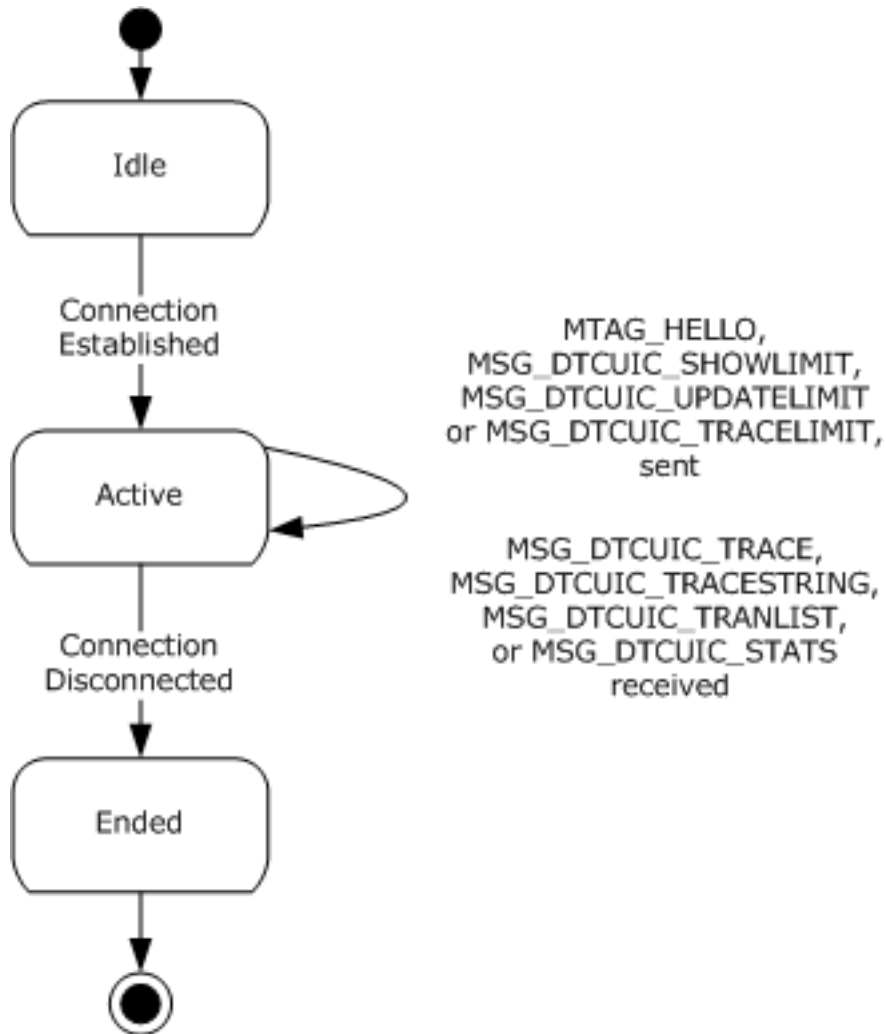 Idle
Connection
Established
MTAG_HELLO,
MSG_DTCUIC_SHOWLIMIT,
MSG_DTCUIC_UPDATELIMIT
or MSG_DTCUIC_TRACELIMIT,
sent
Active
MSG_DTCUIC_TRACE,
MSG_DTCUIC_TRACESTRING,
MSG_DTCUIC_TRANLIST,
or MSG_DTCUIC_STATS
received
Connection
Disconnected
Ended